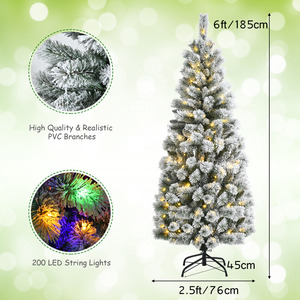 6ft/185cm
High Quality & Realistic
PVC Branches
200 LED String Lights
45cm
2.5ft/76cm